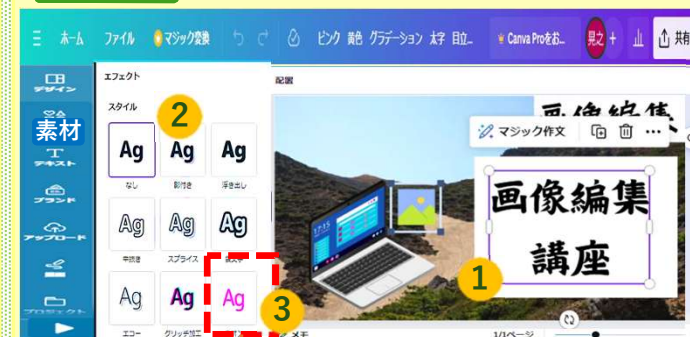 ホーム ファイル マジック変換 ピンク 黄色 グラデーション 太字 目立... Canva Proをお... 晃之 + 共有
デザイン
素材
テキスト
ブランド
アップロード
プロジェクト
エフェクト
スタイル
2
Ag Ag Ag
なし 影付き 浮き出し
Ag Ag Ag
中抜き スプライス 袋文字
Ag Ag Ag
エコー グリッチ加工
3
配置
画像編集
マジック作文
画像編集
講座
1
17:15
メモ
1/1ページ